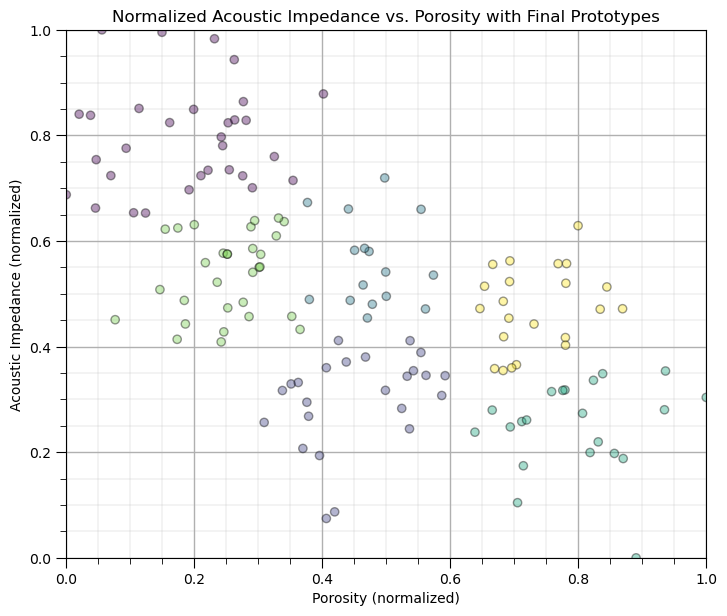 Normalized Acoustic Impedance vs. Porosity with Final Prototypes
1.0
0.8
0.6
0.4
0.2
0.0
Acoustic Impedance (normalized)
0.0 0.2 0.4 0.6 0.8 1.0
Porosity (normalized)